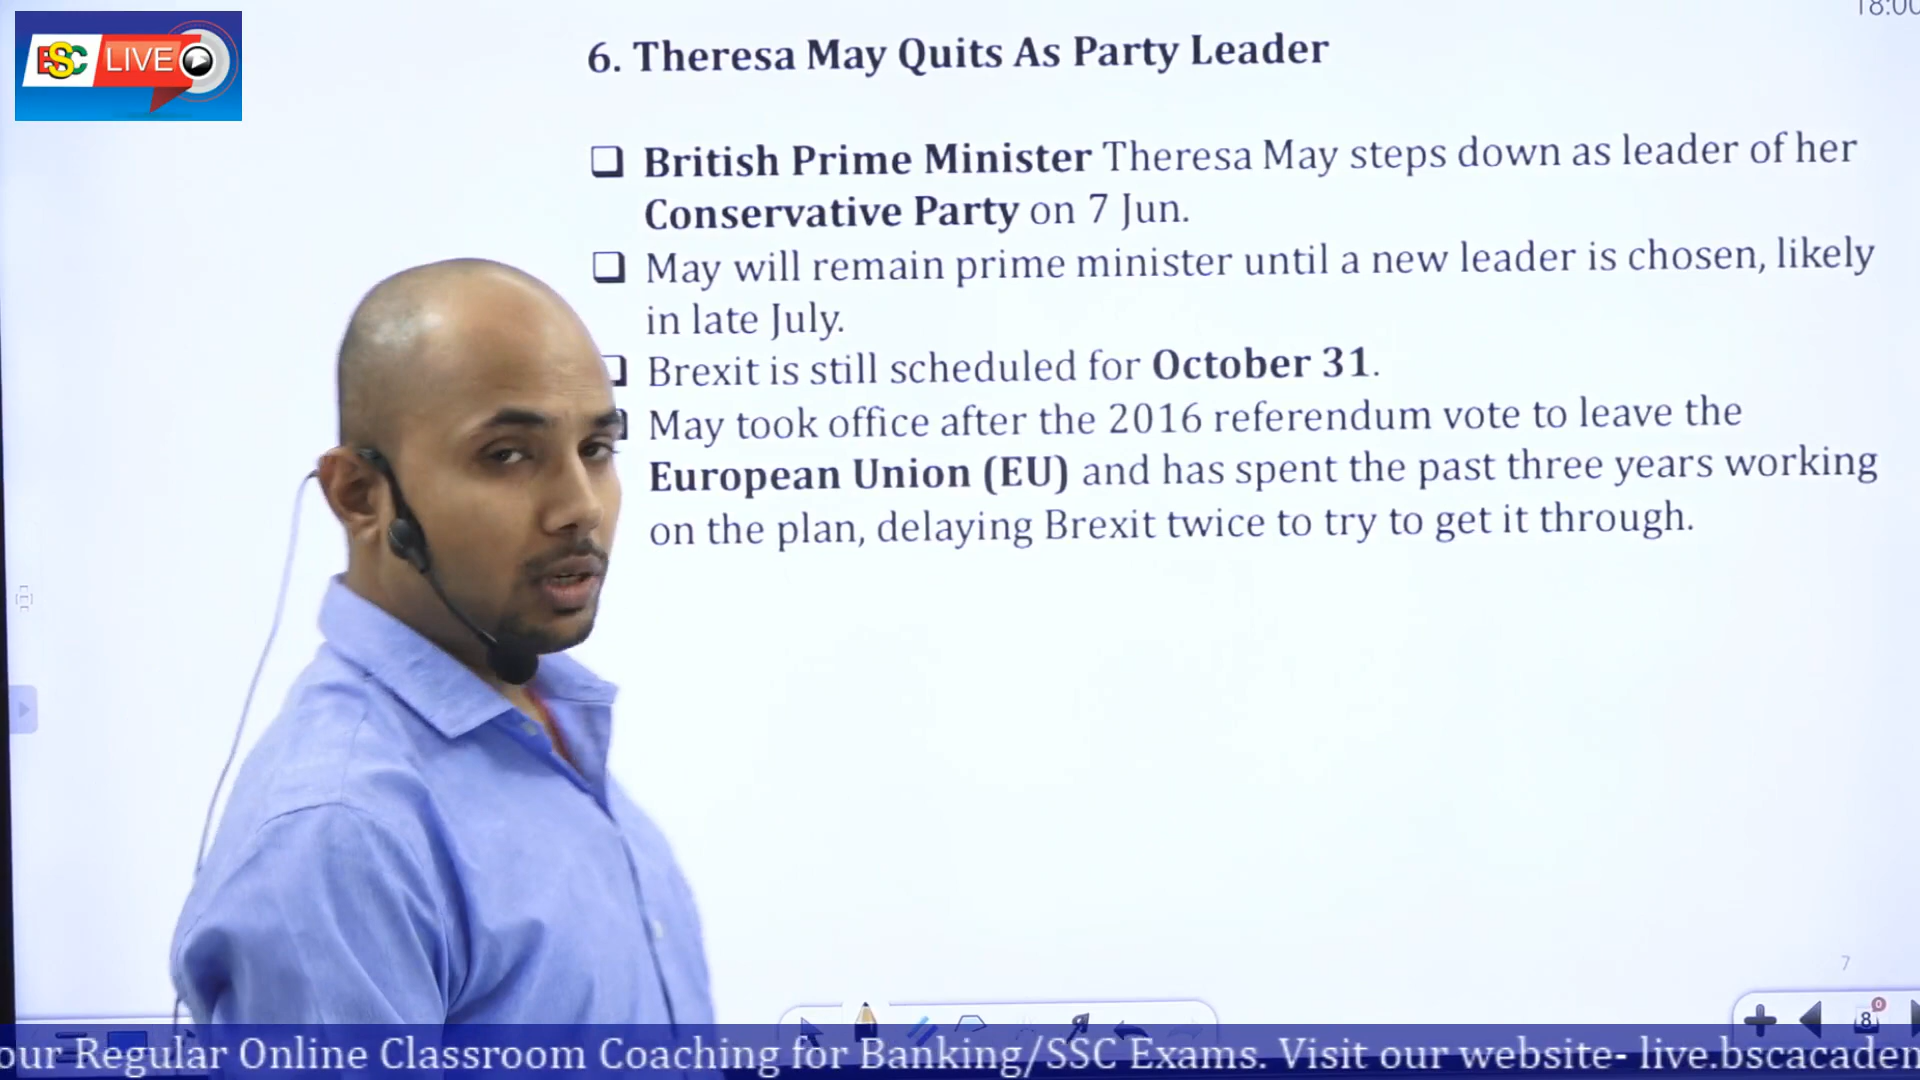 BSC LIVE
18:00
6. Theresa May Quits As Party Leader
❑ British Prime Minister Theresa May steps down as leader of her
Conservative Party on 7 Jun.
❑ May will remain prime minister until a new leader is chosen, likely
in late July.
❑ Brexit is still scheduled for October 31.
❑ May took office after the 2016 referendum vote to leave the
European Union (EU) and has spent the past three years working
on the plan, delaying Brexit twice to try to get it through.
7
0
8
our Regular Online Classroom Coaching for Banking/SSC Exams. Visit our website- live.bscacadem